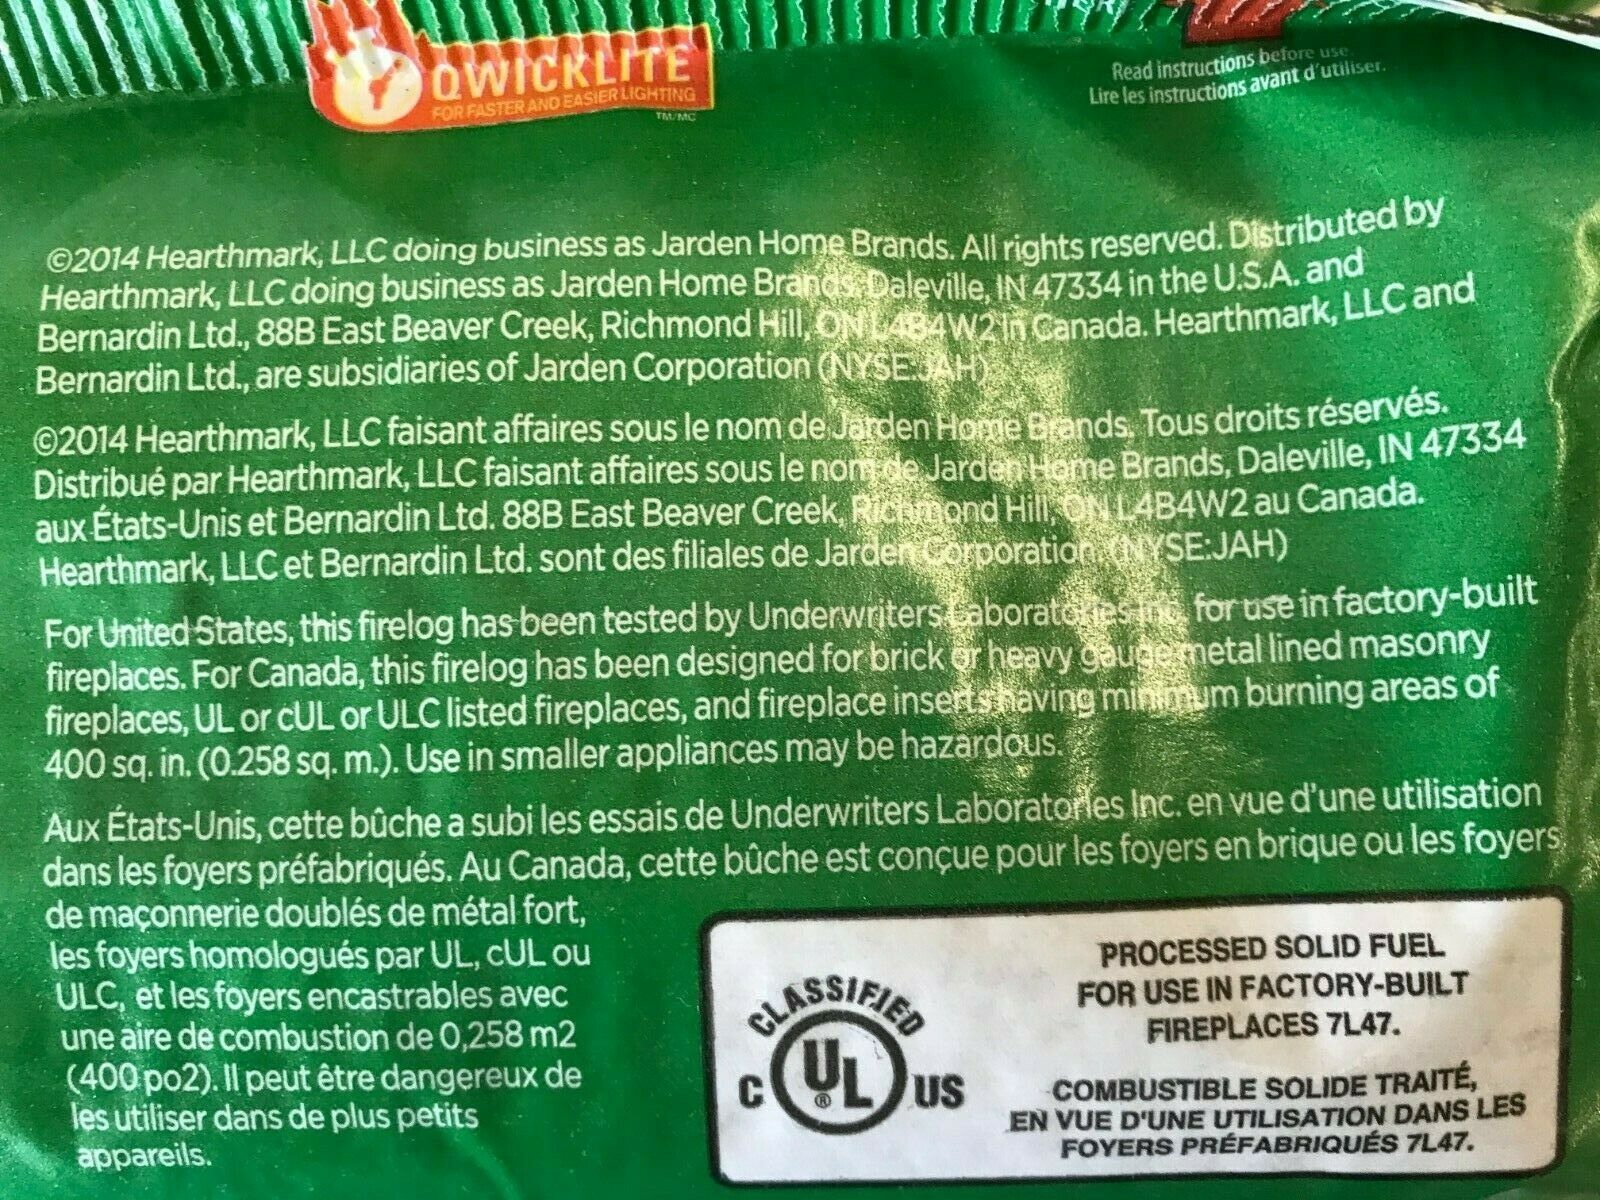 QWICKLITE
FOR FASTER AND EASIER LIGHTING
TM/MC
Read instructions before use.
Lire les instructions avant d'utiliser.
©2014 Hearthmark, LLC doing business as Jarden Home Brands. All rights reserved. Distributed by
Hearthmark, LLC doing business as Jarden Home Brands, Daleville, IN 47334 in the U.S.A. and
Bernardin Ltd., 88B East Beaver Creek, Richmond Hill, ON L4B4W2 in Canada. Hearthmark, LLC and
Bernardin Ltd., are subsidiaries of Jarden Corporation (NYSE:JAH)
©2014 Hearthmark, LLC faisant affaires sous le nom de Jarden Home Brands. Tous droits réservés.
Distribué par Hearthmark, LLC faisant affaires sous le nom de Jarden Home Brands, Daleville, IN 47334
aux États-Unis et Bernardin Ltd. 88B East Beaver Creek, Richmond Hill, ON L4B4W2 au Canada.
Hearthmark, LLC et Bernardin Ltd. sont des filiales de Jarden Corporation (NYSE:JAH)
For United States, this firelog has been tested by Underwriters Laboratories Inc. for use in factory-built
fireplaces. For Canada, this firelog has been designed for brick or heavy gauge metal lined masonry
fireplaces, UL or cUL or ULC listed fireplaces, and fireplace inserts having minimum burning areas of
400 sq. in. (0.258 sq. m.). Use in smaller appliances may be hazardous.
Aux États-Unis, cette bûche a subi les essais de Underwriters Laboratories Inc. en vue d'une utilisation
dans les foyers préfabriqués. Au Canada, cette bûche est conçue pour les foyers en brique ou les foyers
de maçonnerie doublés de métal fort,
les foyers homologués par UL, cUL ou
ULC, et les foyers encastrables avec
une aire de combustion de 0,258 m2
(400 po2). Il peut être dangereux de
les utiliser dans de plus petits
appareils.
CLASSIFIED
C UL® US
PROCESSED SOLID FUEL
FOR USE IN FACTORY-BUILT
FIREPLACES 7L47.
COMBUSTIBLE SOLIDE TRAITÉ,
EN VUE D'UNE UTILISATION DANS LES
FOYERS PRÉFABRIQUÉS 7L47.